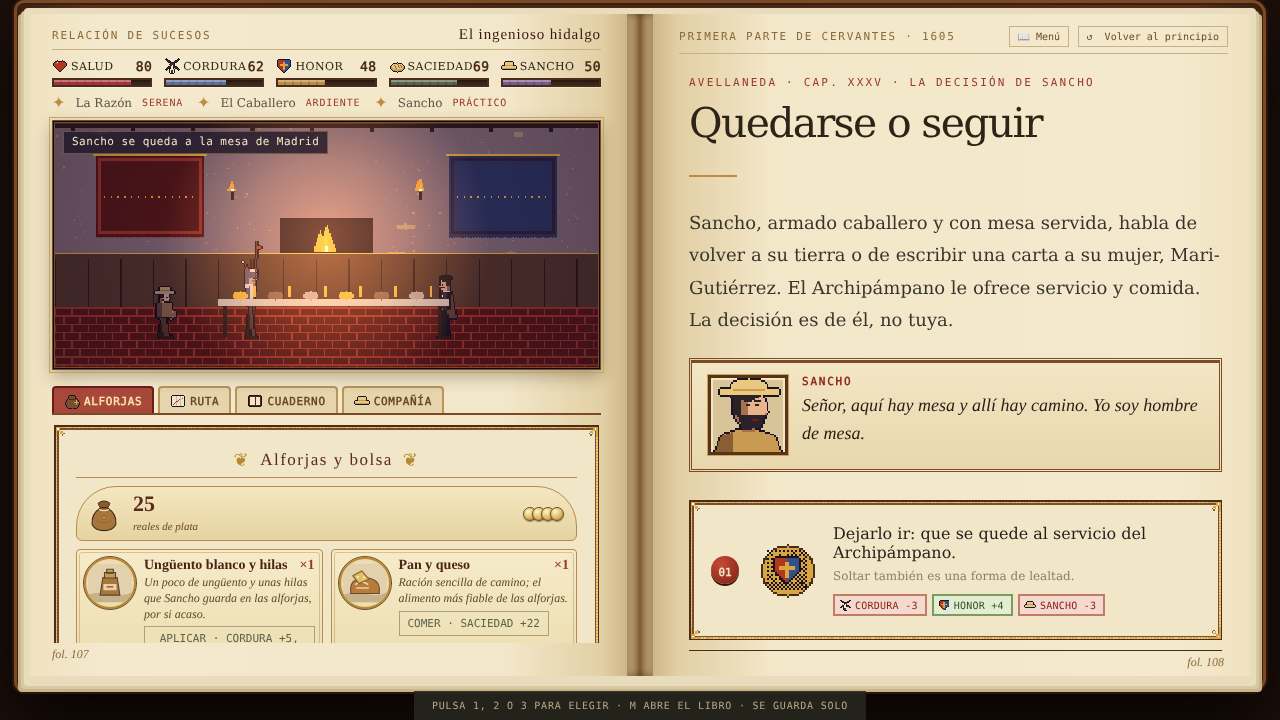 RELACIÓN DE SUCESOS
El ingenioso hidalgo
SALUD 80
CORDURA 62
HONOR 48
SACIEDAD 69
SANCHO 50
La Razón SERENA
El Caballero ARDIENTE
Sancho PRÁCTICO
Sancho se queda a la mesa de Madrid
ALFORJAS
RUTA
CUADERNO
COMPAÑÍA
Alforjas y bolsa
25
reales de plata
Ungüento blanco y hilas ×1
Un poco de ungüento y unas hilas
que Sancho guarda en las alforjas,
por si acaso.
APLICAR · CORDURA +5,
Pan y queso ×1
Ración sencilla de camino; el
alimento más fiable de las alforjas.
COMER · SACIEDAD +22
fol. 107
PRIMERA PARTE DE CERVANTES · 1605
Menú
↺ Volver al principio
AVELLANEDA · CAP. XXXV · LA DECISIÓN DE SANCHO
Quedarse o seguir
Sancho, armado caballero y con mesa servida, habla de
volver a su tierra o de escribir una carta a su mujer, Mari-
Gutiérrez. El Archipámpano le ofrece servicio y comida.
La decisión es de él, no tuya.
SANCHO
Señor, aquí hay mesa y allí hay camino. Yo soy hombre
de mesa.
01
Dejarlo ir: que se quede al servicio del
Archipámpano.
Soltar también es una forma de lealtad.
CORDURA -3
HONOR +4
SANCHO -3
fol. 108
PULSA 1, 2 O 3 PARA ELEGIR · M ABRE EL LIBRO · SE GUARDA SOLO